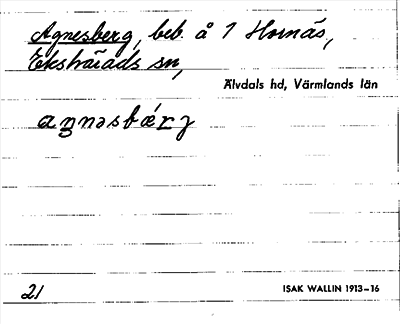 Agnesberg, beb. å 1 Hornäs,
Ekshärads sn,
Älvdals hd, Värmlands län
agnəsbærj
21
ISAK WALLIN 1913–16